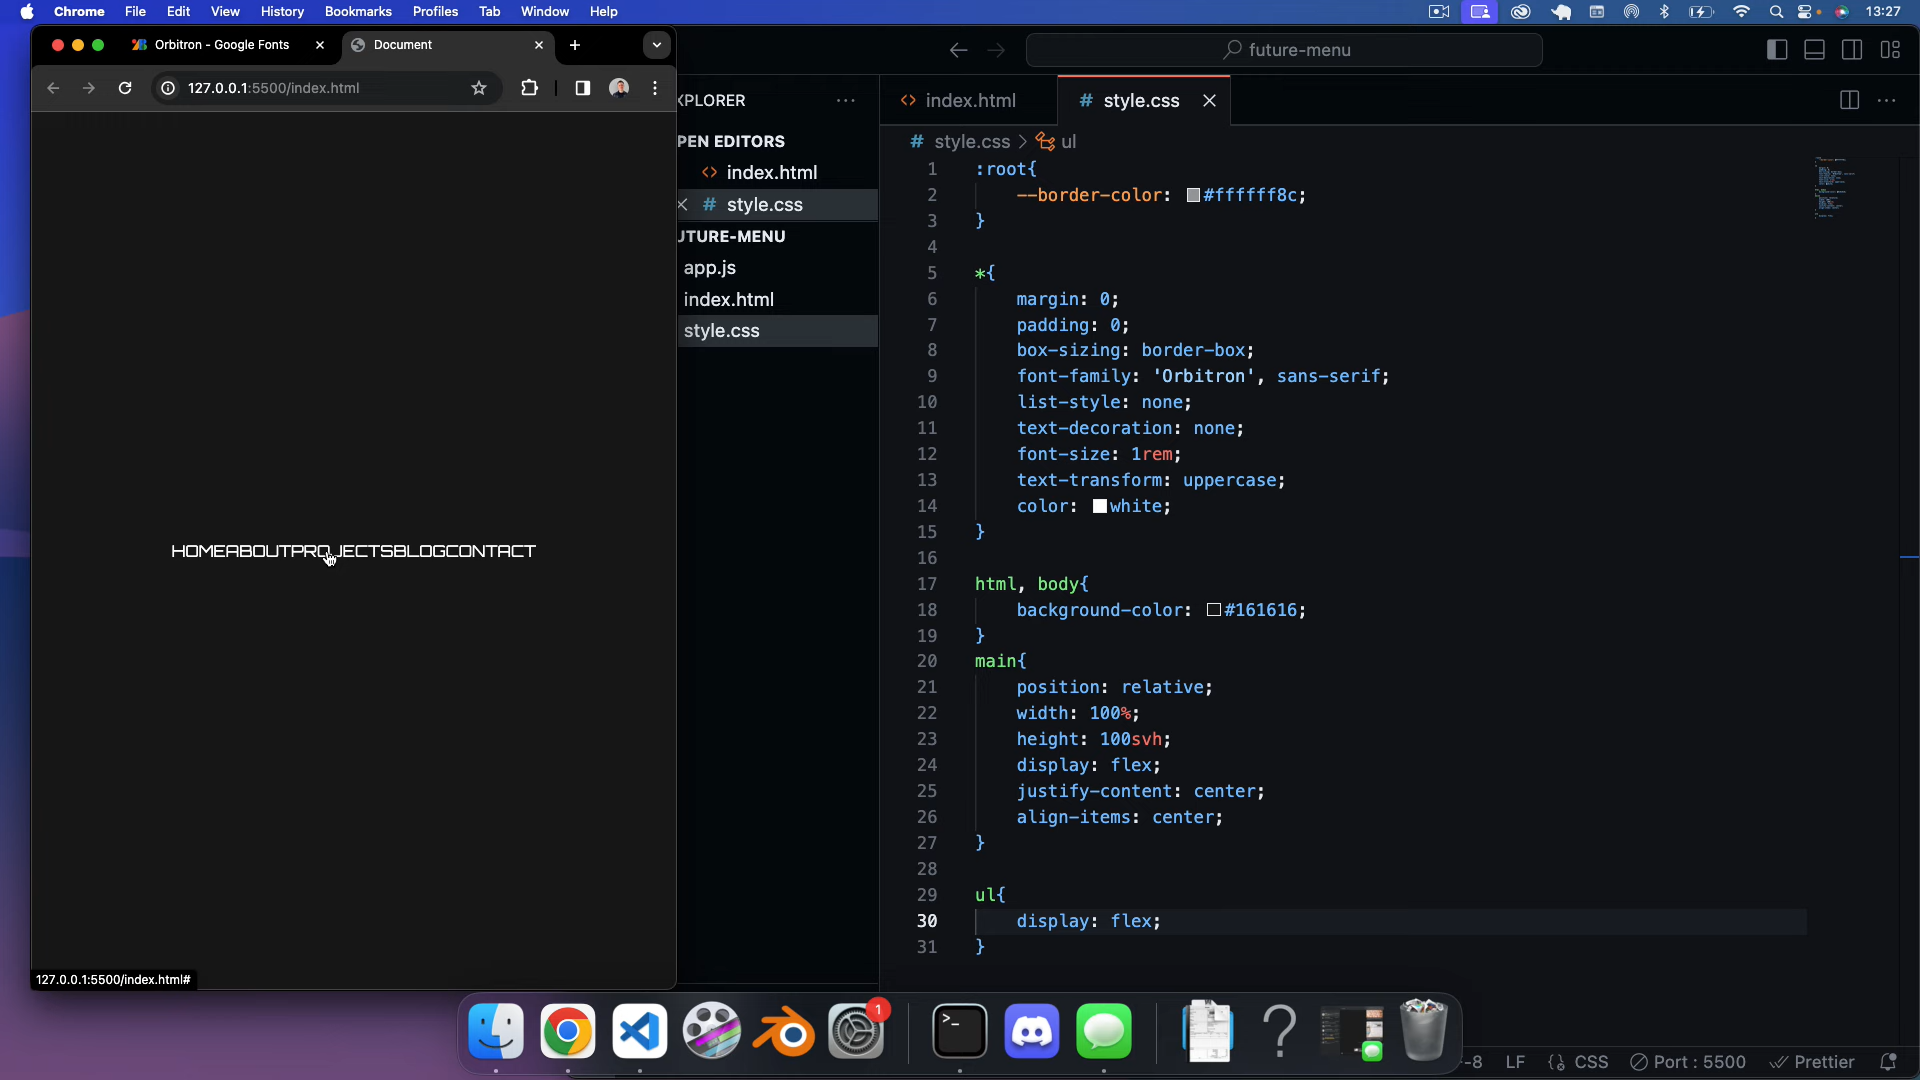 Chrome File Edit View History Bookmarks Profiles Tab Window Help 13:27
Orbitron - Google Fonts Document
127.0.0.1:5500/index.html
HOMEABOUTPROJECTSBLOGCONTACT
127.0.0.1:5500/index.html#
future-menu
XPLORER
PEN EDITORS
index.html
style.css
UTURE-MENU
app.js
index.html
style.css
index.html
style.css
style.css > ul
1 :root{
2 --border-color: #ffffff8c;
3 }
4
5 *{
6 margin: 0;
7 padding: 0;
8 box-sizing: border-box;
9 font-family: 'Orbitron', sans-serif;
10 list-style: none;
11 text-decoration: none;
12 font-size: 1rem;
13 text-transform: uppercase;
14 color: white;
15 }
16
17 html, body{
18 background-color: #161616;
19 }
20 main{
21 position: relative;
22 width: 100%;
23 height: 100svh;
24 display: flex;
25 justify-content: center;
26 align-items: center;
27 }
28
29 ul{
30 display: flex;
31 }
1
-8 LF {} CSS Port : 5500 Prettier